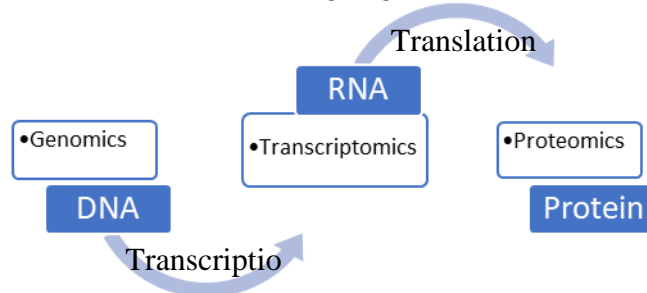 Translation
RNA
•Genomics
•Transcriptomics
•Proteomics
DNA
Protein
Transcriptio